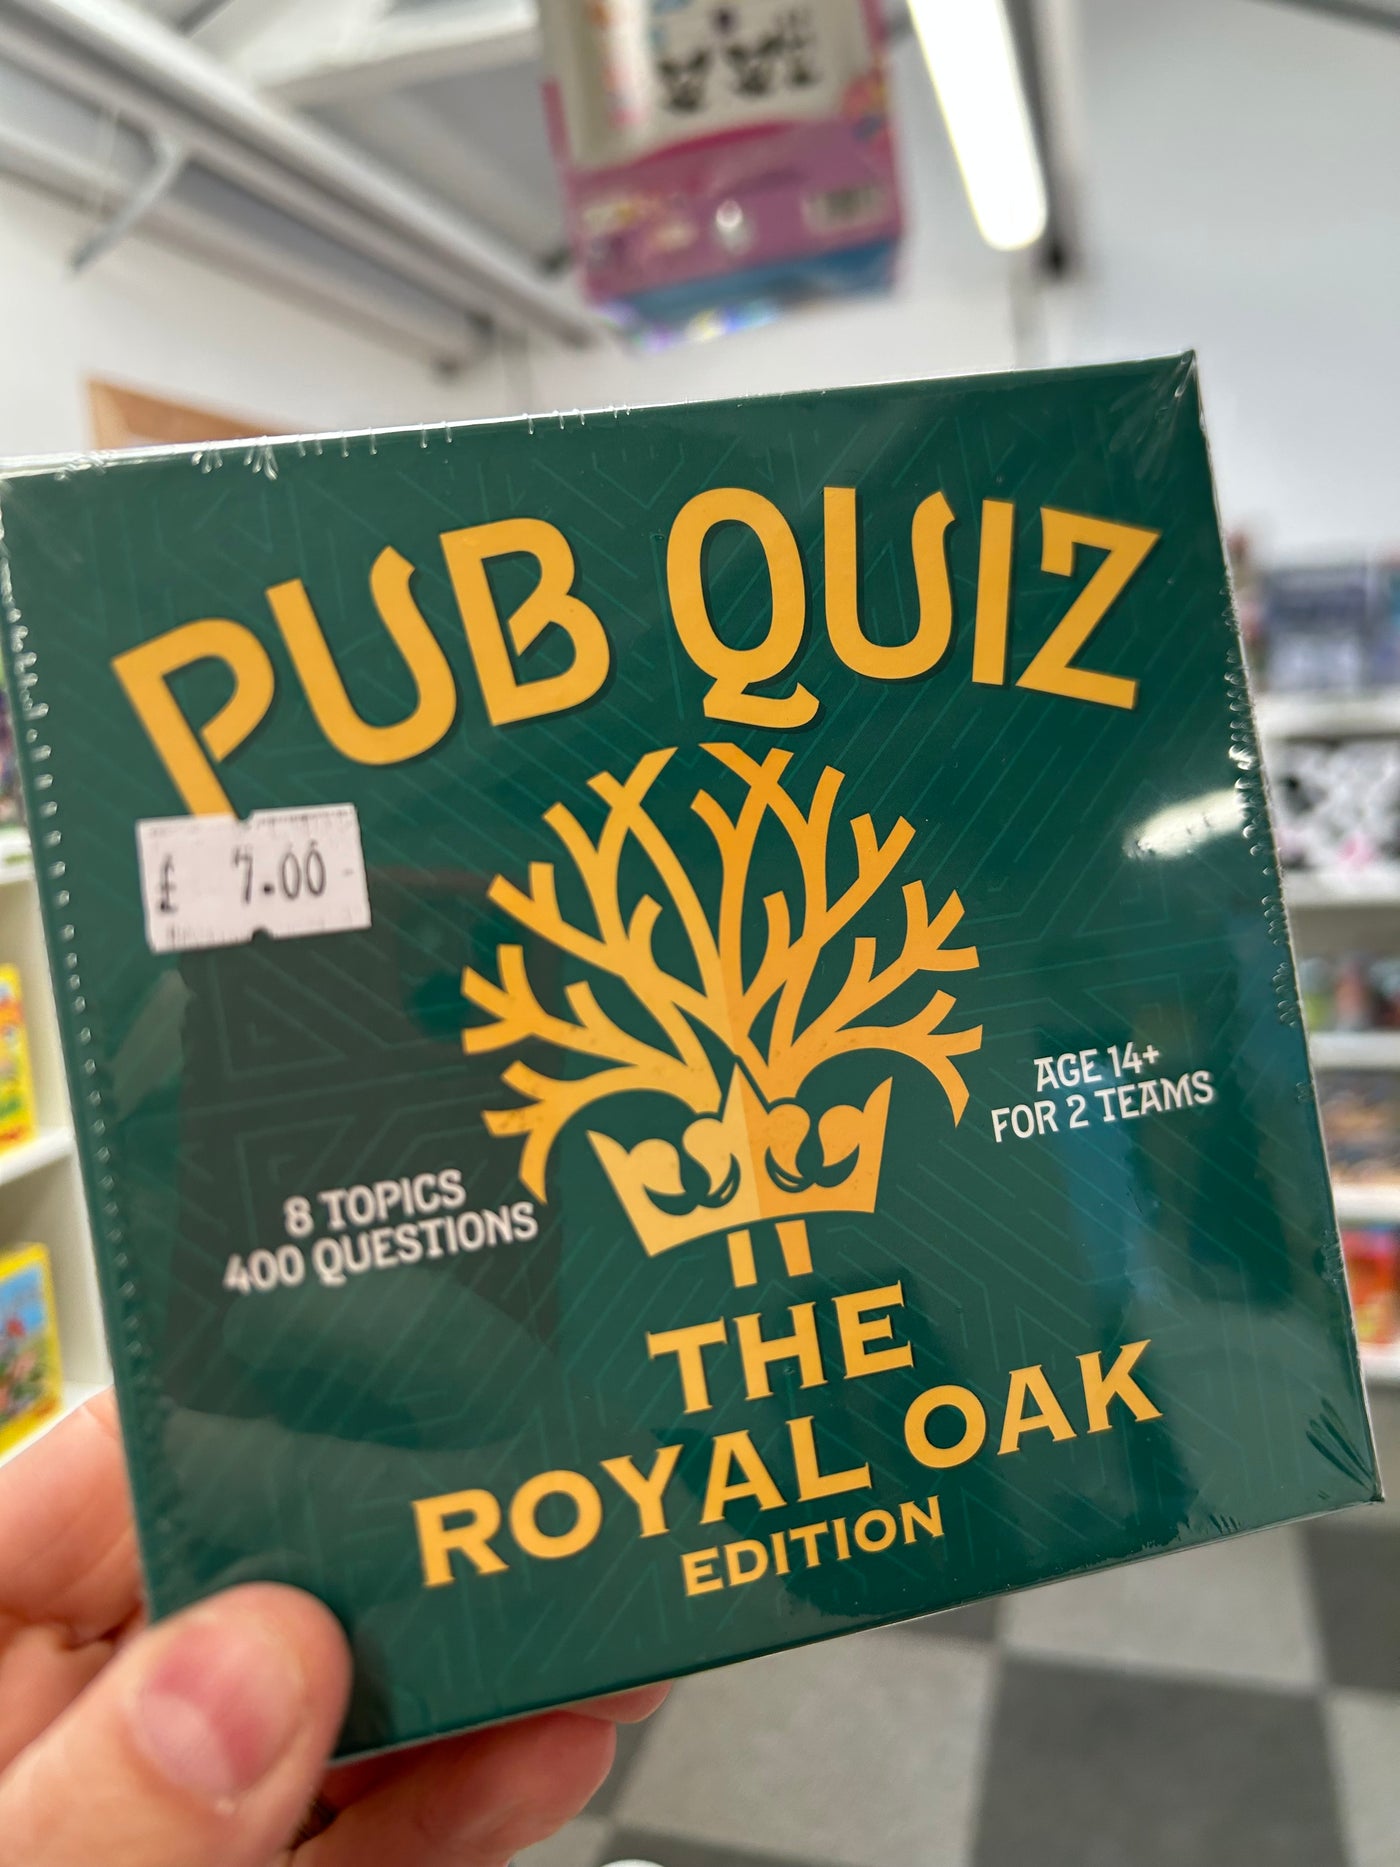 PUB QUIZ
£ 7.00
8 TOPICS
400 QUESTIONS
AGE 14+
FOR 2 TEAMS
THE
ROYAL OAK
EDITION